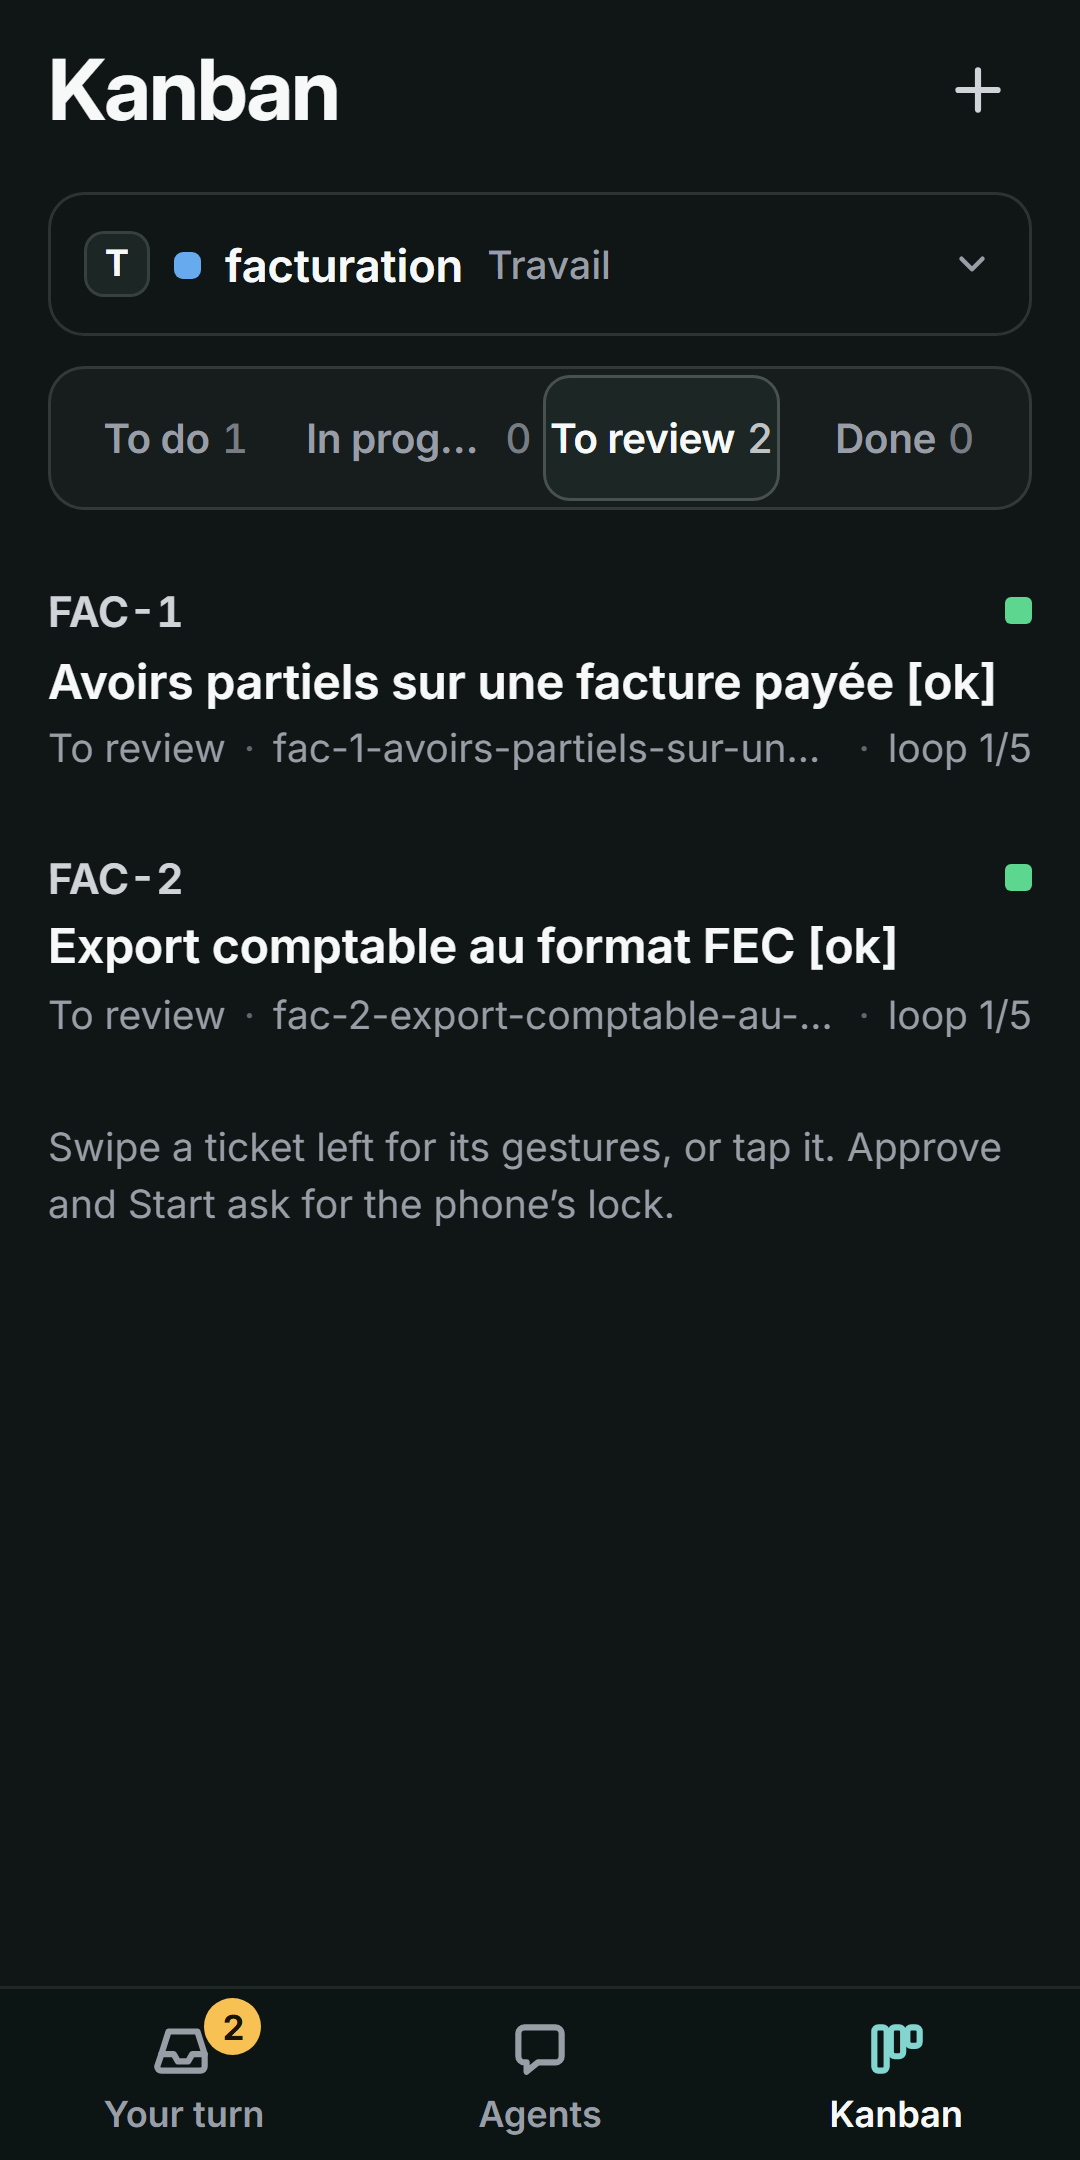 Kanban
T facturation Travail
To do 1 In prog... 0 To review 2 Done 0
FAC-1
Avoirs partiels sur une facture payée [ok]
To review · fac-1-avoirs-partiels-sur-un... · loop 1/5
FAC-2
Export comptable au format FEC [ok]
To review · fac-2-export-comptable-au-... · loop 1/5
Swipe a ticket left for its gestures, or tap it. Approve
and Start ask for the phone’s lock.
2
Your turn Agents Kanban